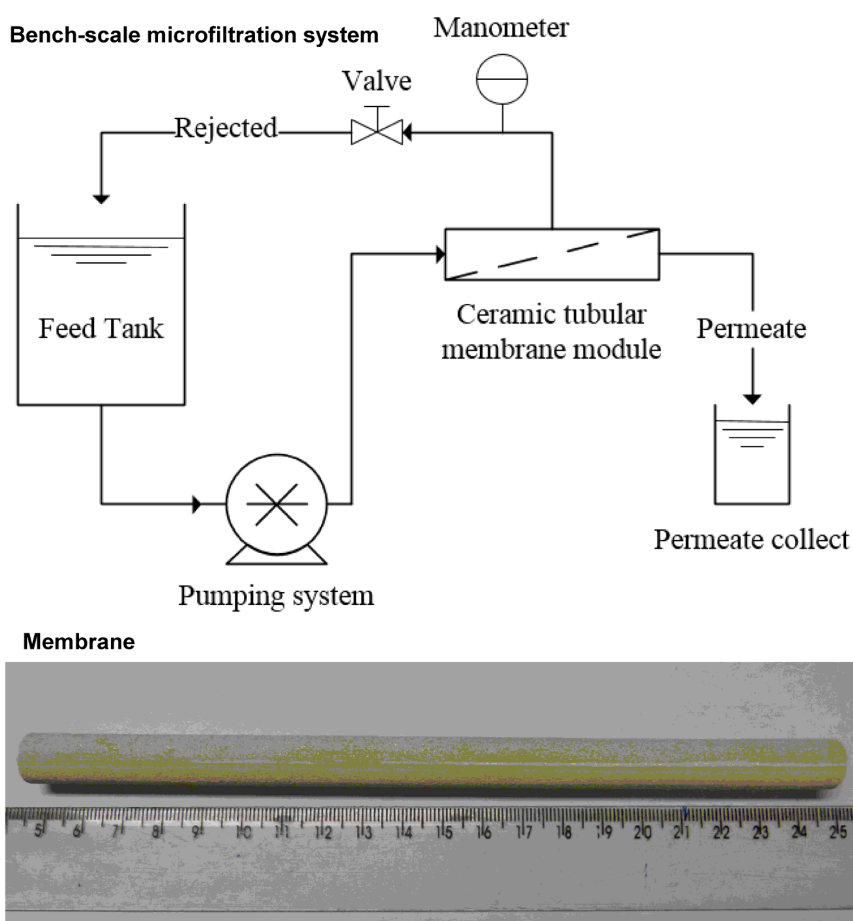 Bench-scale microfiltration system
Manometer
Valve
Rejected
Feed Tank
Ceramic tubular
membrane module
Permeate
Permeate collect
Pumping system
Membrane
5 6 7 8 9 10 11 12 13 14 15 16 17 18 19 20 21 22 23 24 25